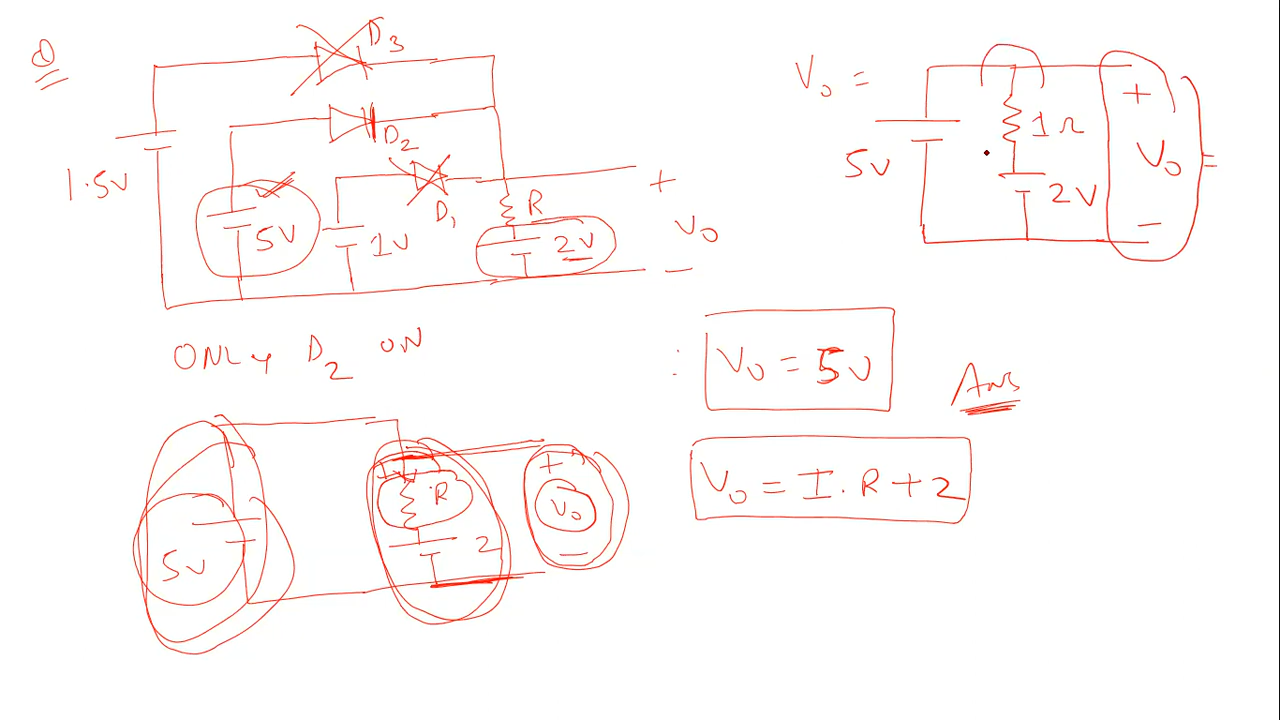 Q
D3
D2
D1
1.5V
5V
1V
R
2V
+
V0
-
V0 =
5V
1Ω
2V
+
V0
-
=
ONLY D2 ON
: V0 = 5V
Ans
V0 = I.R+2
5V
+
R
2
+
V0
-